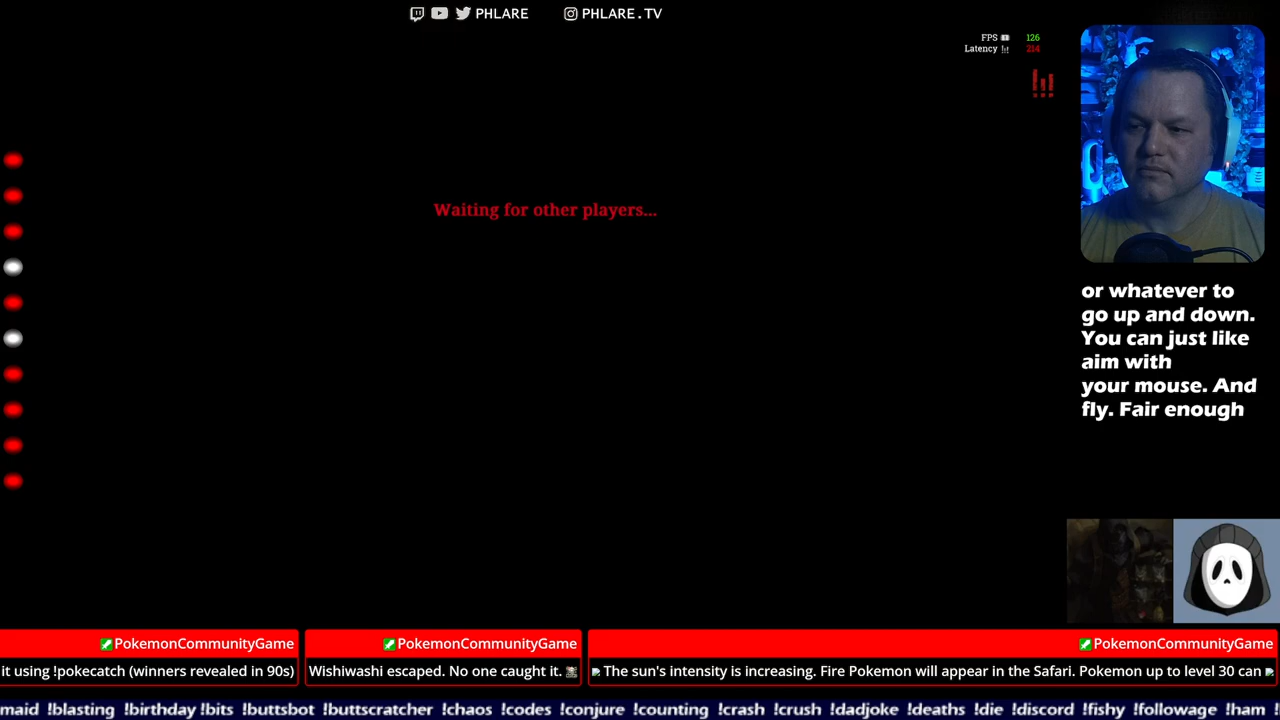 PHLARE PHLARE.TV
FPS 126
Latency 214
Waiting for other players...
or whatever to
go up and down.
You can just like
aim with
your mouse. And
fly. Fair enough
PokemonCommunityGame PokemonCommunityGame PokemonCommunityGame
it using !pokecatch (winners revealed in 90s) Wishiwashi escaped. No one caught it. The sun's intensity is increasing. Fire Pokemon will appear in the Safari. Pokemon up to level 30 can
maid !blasting !birthday !bits !buttsbot !buttscratcher !chaos !codes !conjure !counting !crash !crush !dadjoke !deaths !die !discord !fishy !followage !ham !